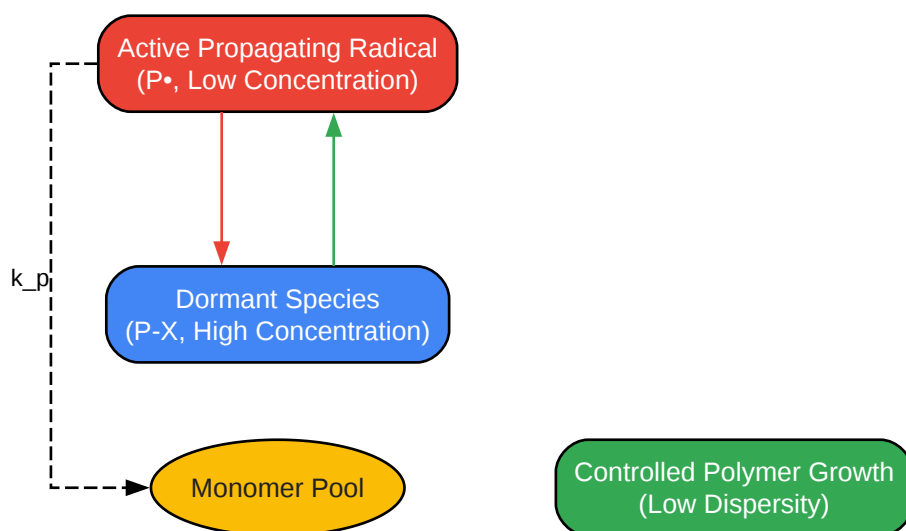 Active Propagating Radical
(P•, Low Concentration)
k_p
Dormant Species
(P-X, High Concentration)
Monomer Pool
Controlled Polymer Growth
(Low Dispersity)